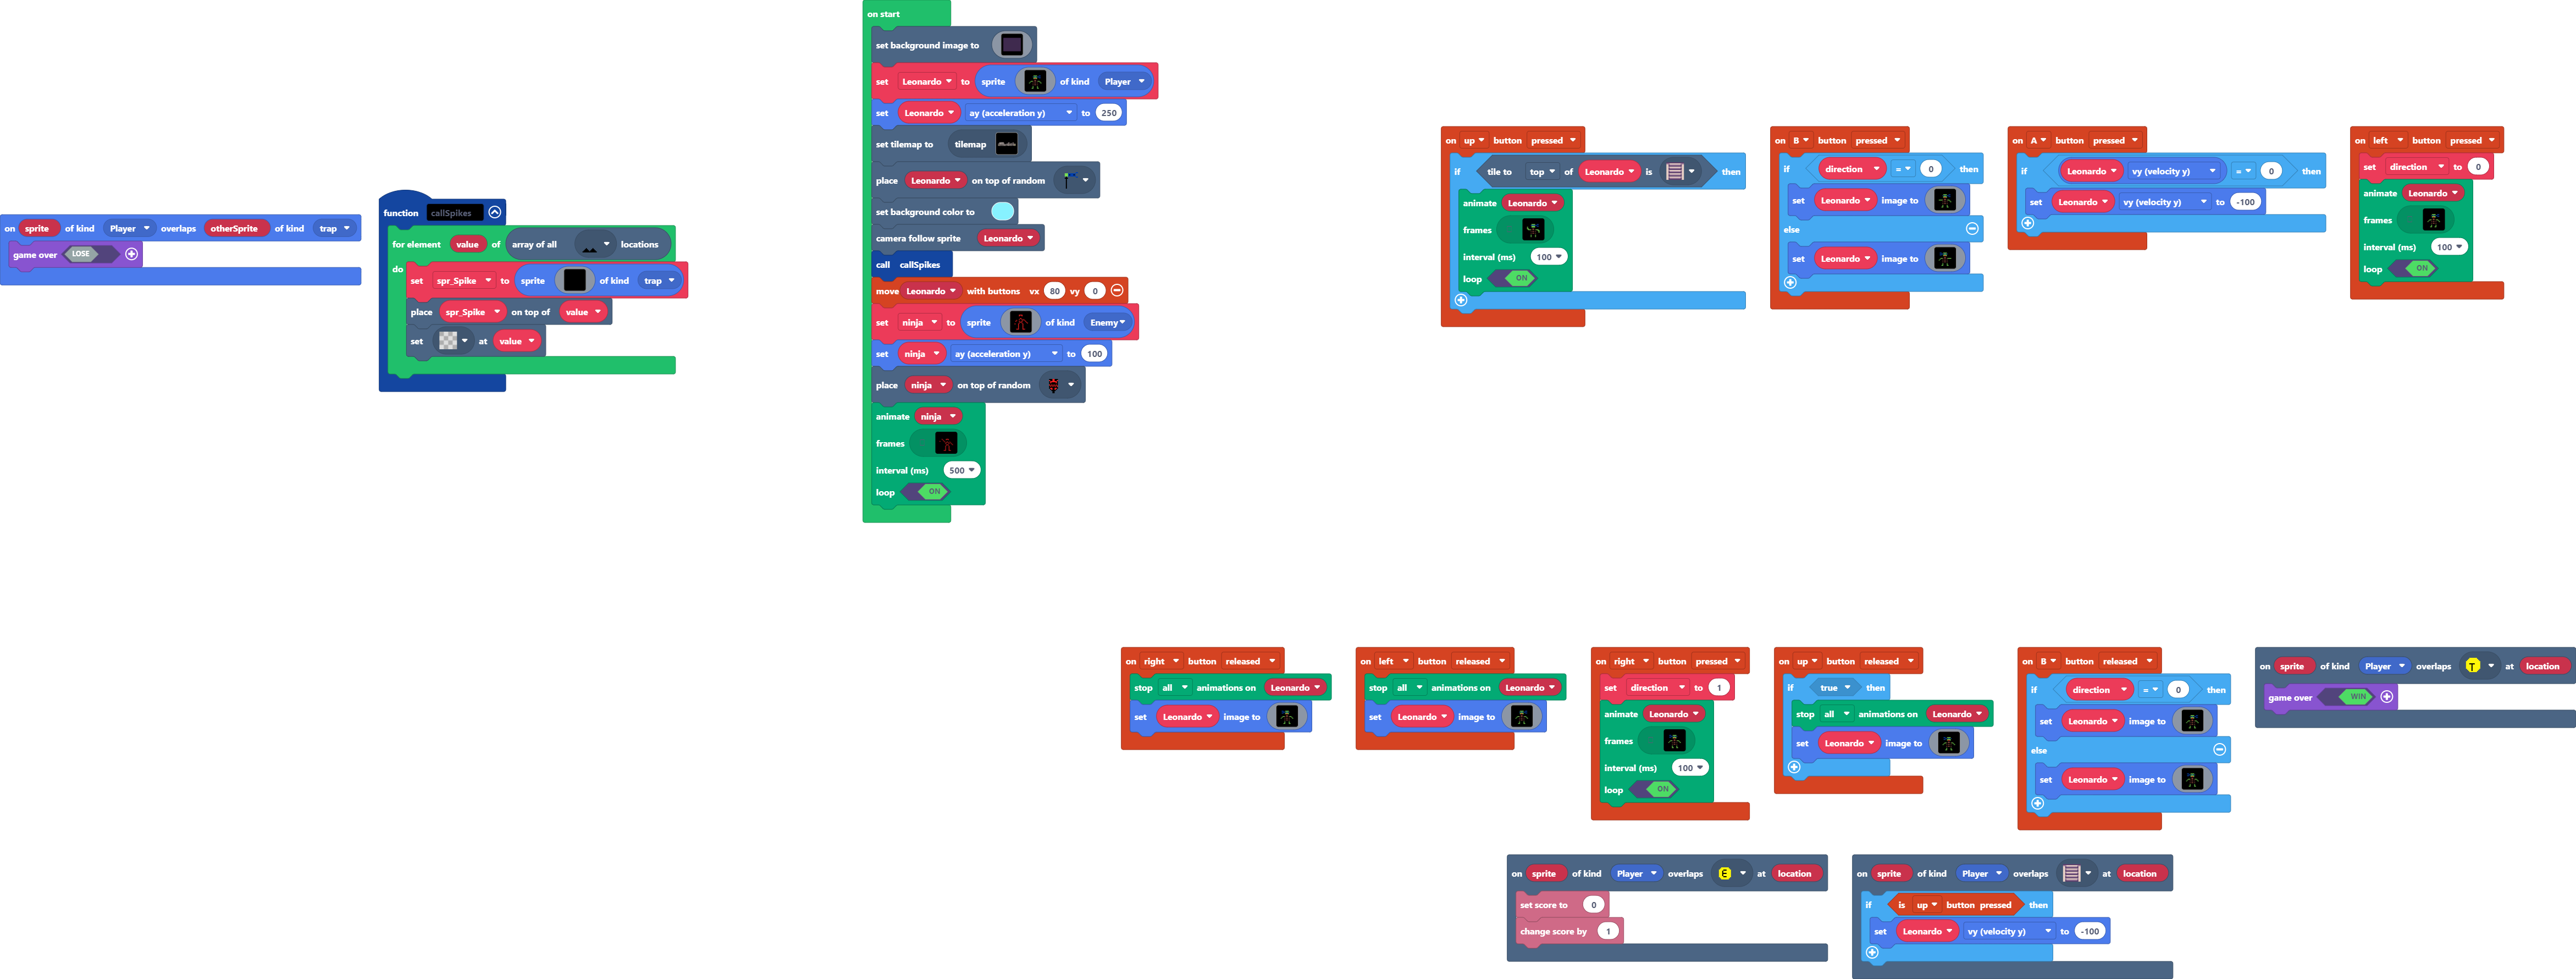 on start
set background image to
set Leonardo to sprite of kind Player
set Leonardo ay (acceleration y) to 250
set tilemap to tilemap
place Leonardo on top of random
set background color to
camera follow sprite Leonardo
call callSpikes
move Leonardo with buttons vx 80 vy 0
set ninja to sprite of kind Enemy
set ninja ay (acceleration y) to 100
place ninja on top of random
animate ninja
frames
interval (ms) 500
loop ON
on sprite of kind Player overlaps otherSprite of kind trap
game over LOSE
function callSpikes
for element value of array of all locations
do
set spr_Spike to sprite of kind trap
place spr_Spike on top of value
set at value
on up button pressed
if tile to top of Leonardo is then
animate Leonardo
frames
interval (ms) 100
loop ON
on B button pressed
if direction = 0 then
set Leonardo image to
else
set Leonardo image to
on A button pressed
if Leonardo vy (velocity y) = 0 then
set Leonardo vy (velocity y) to -100
on left button pressed
set direction to 0
animate Leonardo
frames
interval (ms) 100
loop ON
on right button released
stop all animations on Leonardo
set Leonardo image to
on left button released
stop all animations on Leonardo
set Leonardo image to
on right button pressed
set direction to 1
animate Leonardo
frames
interval (ms) 100
loop ON
on up button released
if true then
stop all animations on Leonardo
set Leonardo image to
on B button released
if direction = 0 then
set Leonardo image to
else
set Leonardo image to
on sprite of kind Player overlaps T at location
game over WIN
on sprite of kind Player overlaps E at location
set score to 0
change score by 1
on sprite of kind Player overlaps at location
if is up button pressed then
set Leonardo vy (velocity y) to -100